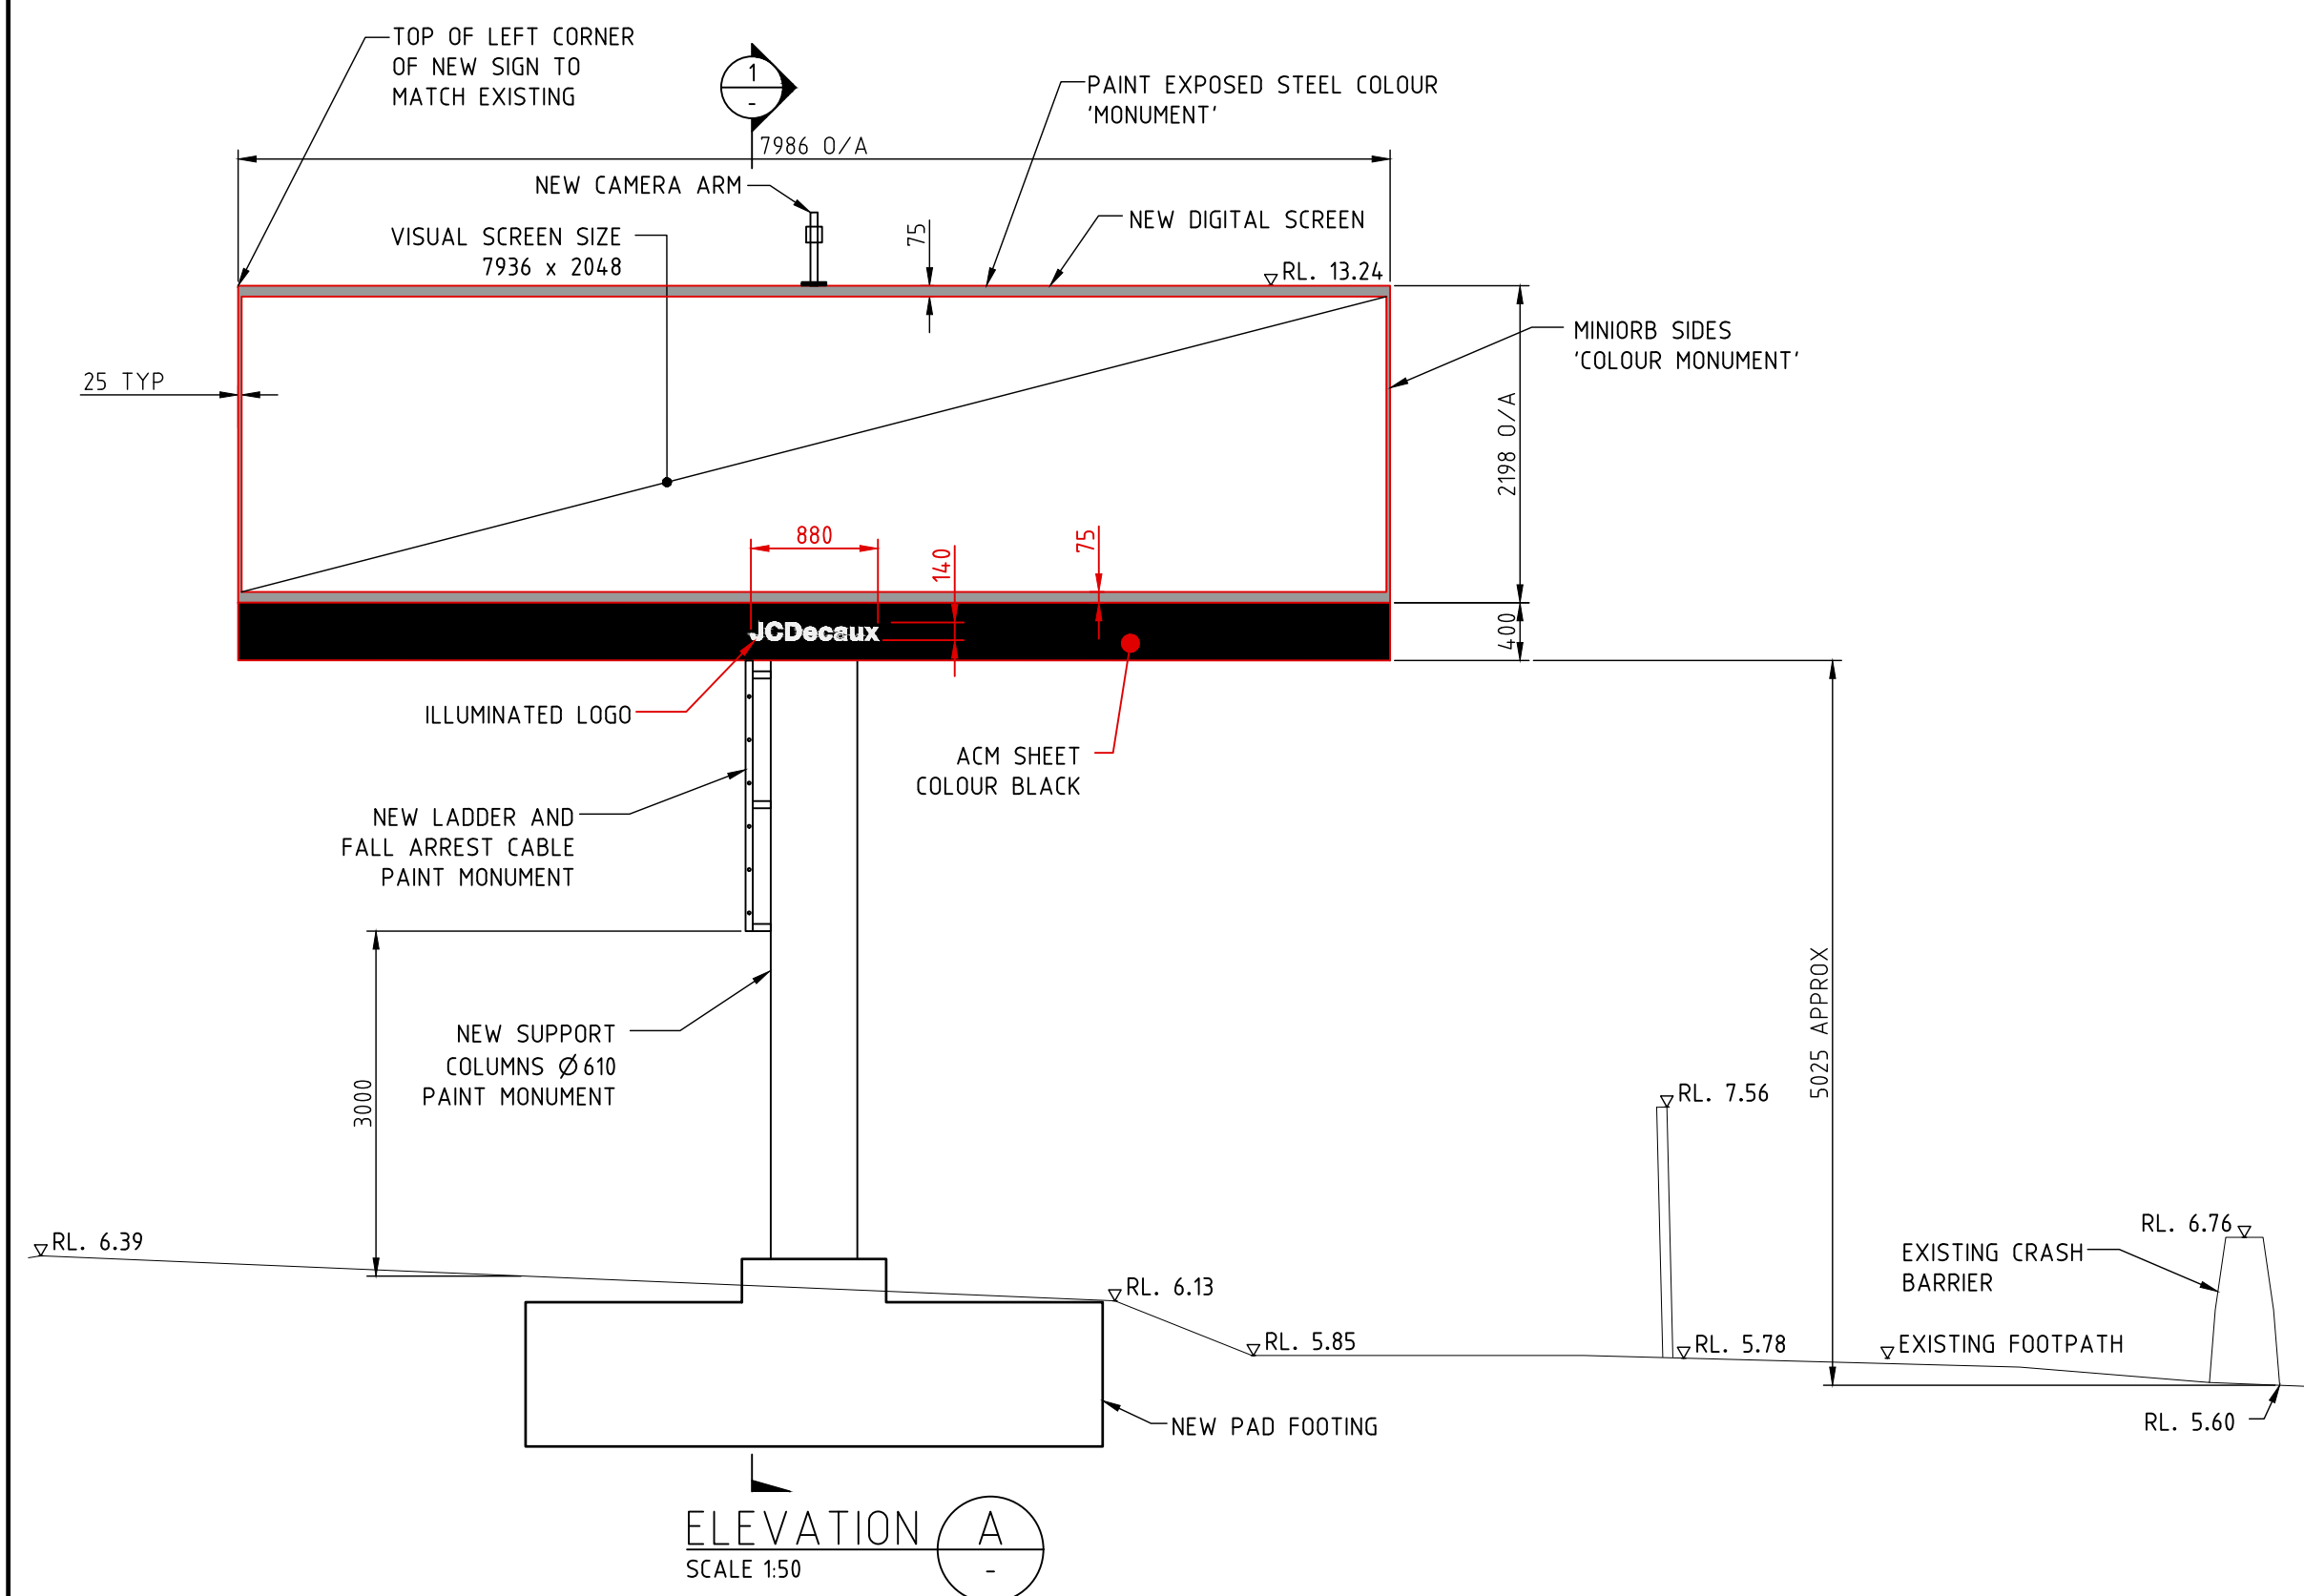 TOP OF LEFT CORNER
OF NEW SIGN TO
MATCH EXISTING
1
-
PAINT EXPOSED STEEL COLOUR
'MONUMENT'
7986 O/A
NEW CAMERA ARM
VISUAL SCREEN SIZE
7936 x 2048
75
NEW DIGITAL SCREEN
RL. 13.24
MINIORB SIDES
'COLOUR MONUMENT'
25 TYP
2198 O/A
880
140
75
400
JCDecaux
ILLUMINATED LOGO
ACM SHEET
COLOUR BLACK
NEW LADDER AND
FALL ARREST CABLE
PAINT MONUMENT
NEW SUPPORT
COLUMNS Ø610
PAINT MONUMENT
3000
5025 APPROX
RL. 7.56
RL. 6.39
RL. 6.13
RL. 5.85
RL. 5.78
EXISTING FOOTPATH
RL. 6.76
EXISTING CRASH
BARRIER
RL. 5.60
NEW PAD FOOTING
ELEVATION
SCALE 1:50
A
-